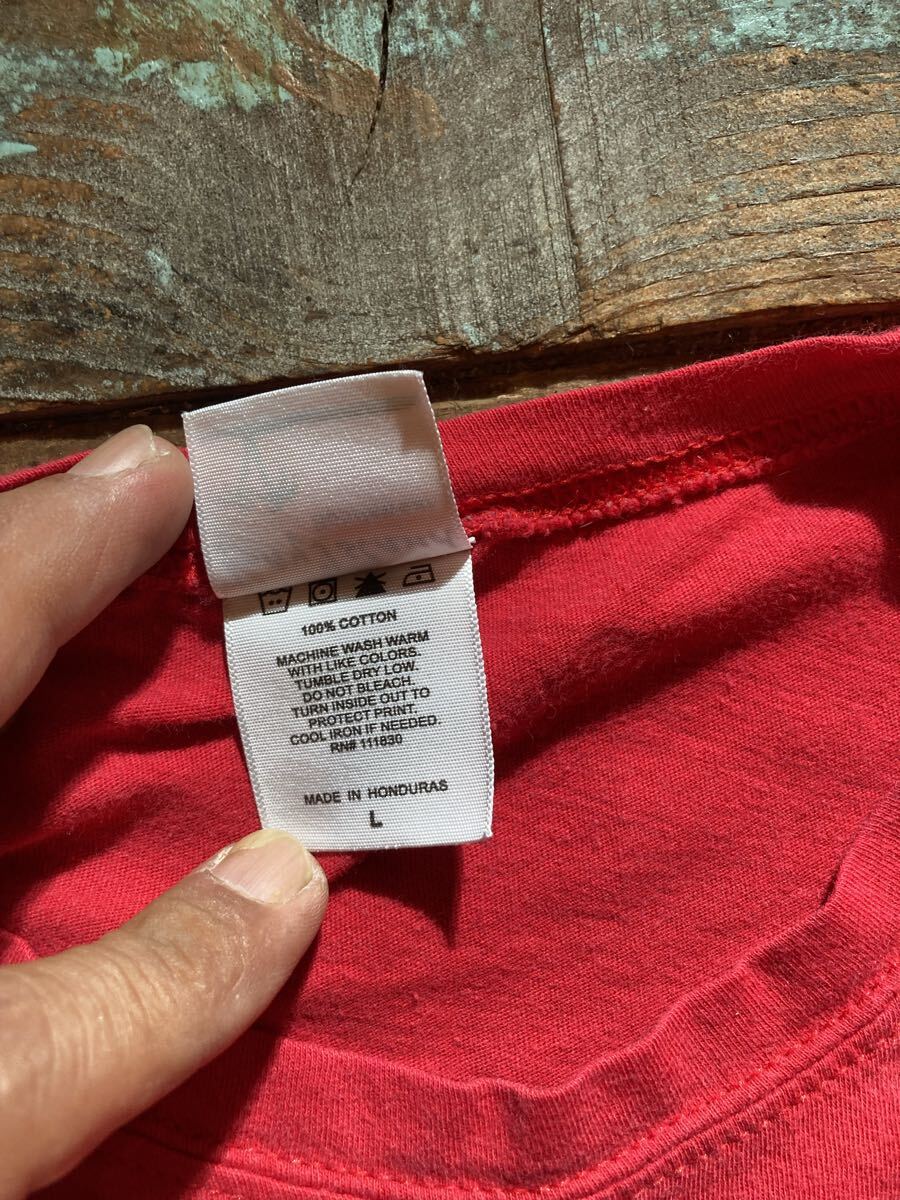 100% COTTON
MACHINE WASH WARM
WITH LIKE COLORS.
TUMBLE DRY LOW.
DO NOT BLEACH.
TURN INSIDE OUT TO
PROTECT PRINT.
COOL IRON IF NEEDED.
RN# 111830
MADE IN HONDURAS
L